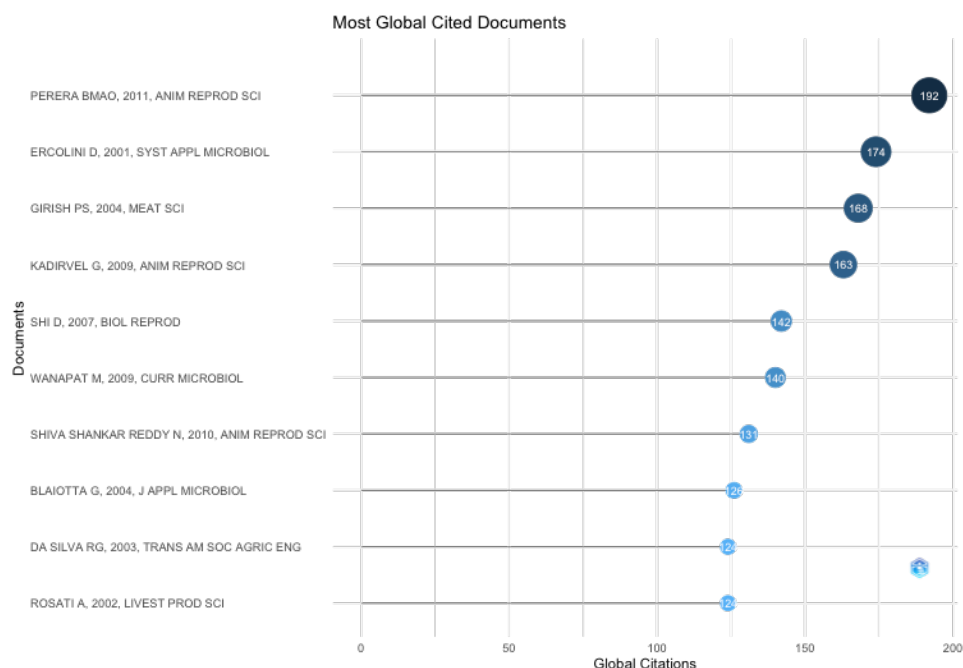 Most Global Cited Documents
PERERA BMAO, 2011, ANIM REPROD SCI
192
ERCOLINI D, 2001, SYST APPL MICROBIOL
174
GIRISH PS, 2004, MEAT SCI
168
KADIRVEL G, 2009, ANIM REPROD SCI
163
Documents
SHI D, 2007, BIOL REPROD
142
WANAPAT M, 2009, CURR MICROBIOL
140
SHIVA SHANKAR REDDY N, 2010, ANIM REPROD SCI
131
BLAIOTTA G, 2004, J APPL MICROBIOL
126
DA SILVA RG, 2003, TRANS AM SOC AGRIC ENG
124
ROSATI A, 2002, LIVEST PROD SCI
124
0 50 100 150 200
Global Citations